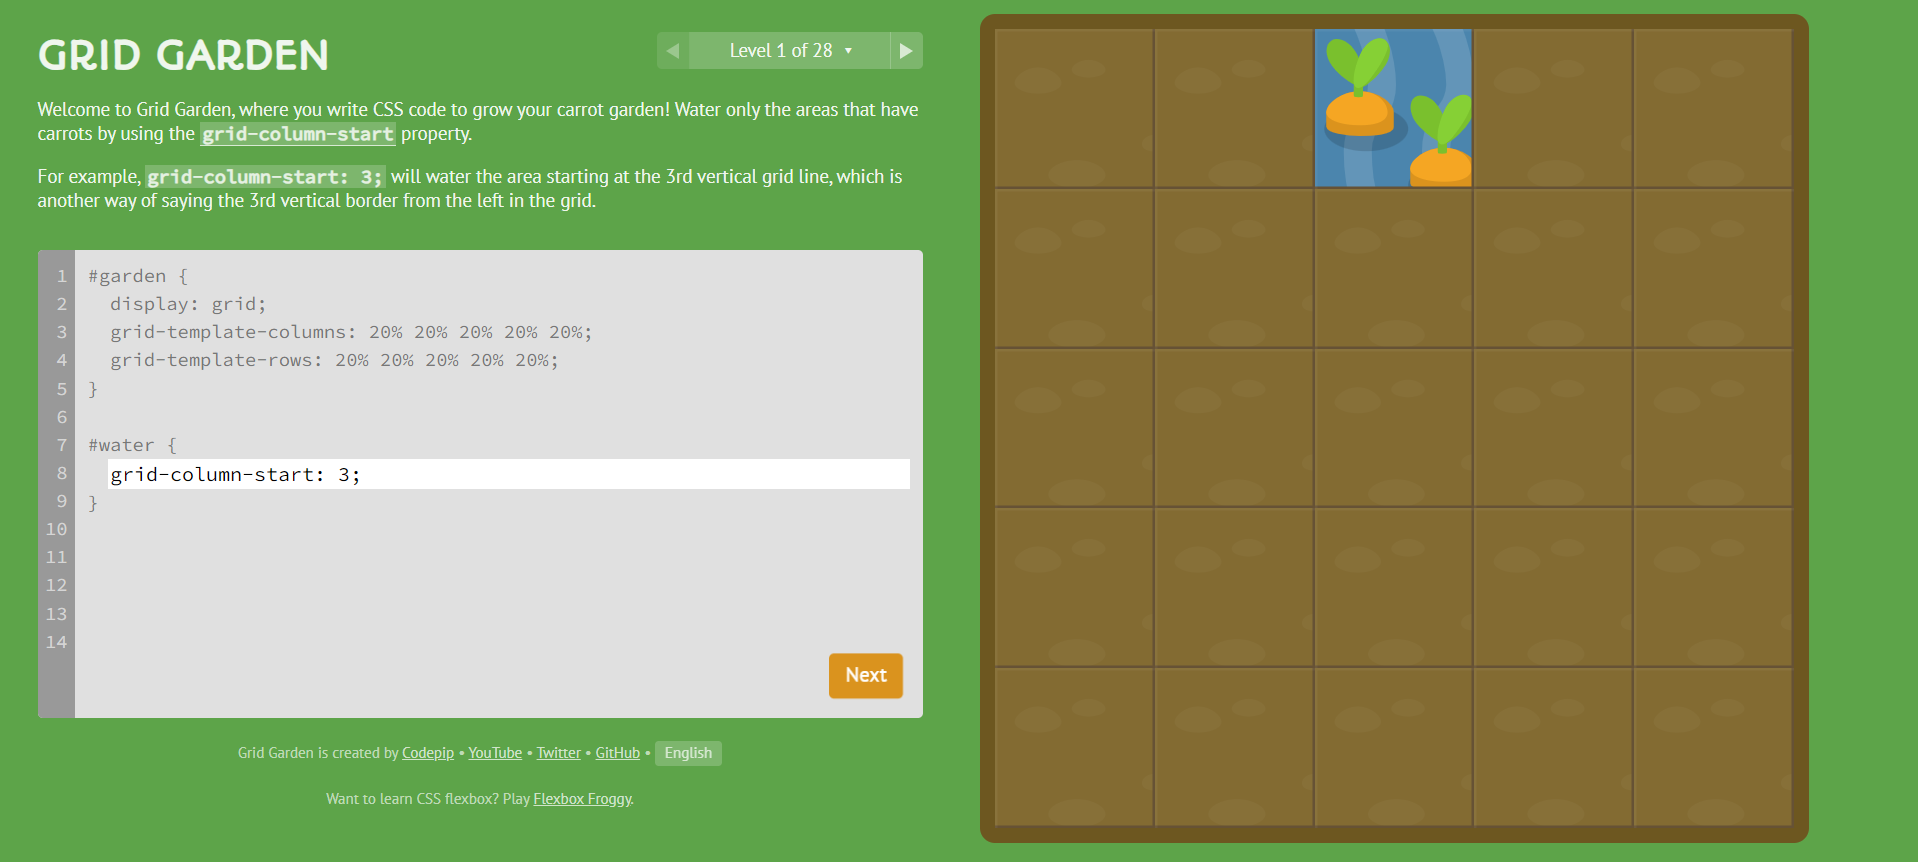 GRID GARDEN
Level 1 of 28
Welcome to Grid Garden, where you write CSS code to grow your carrot garden! Water only the areas that have
carrots by using the grid-column-start property.
For example, grid-column-start: 3; will water the area starting at the 3rd vertical grid line, which is
another way of saying the 3rd vertical border from the left in the grid.
1 #garden {
2 display: grid;
3 grid-template-columns: 20% 20% 20% 20% 20%;
4 grid-template-rows: 20% 20% 20% 20% 20%;
5 }
6
7 #water {
8 grid-column-start: 3;
9 }
10
11
12
13
14
Next
Grid Garden is created by Codepip • YouTube • Twitter • GitHub • English
Want to learn CSS flexbox? Play Flexbox Froggy.